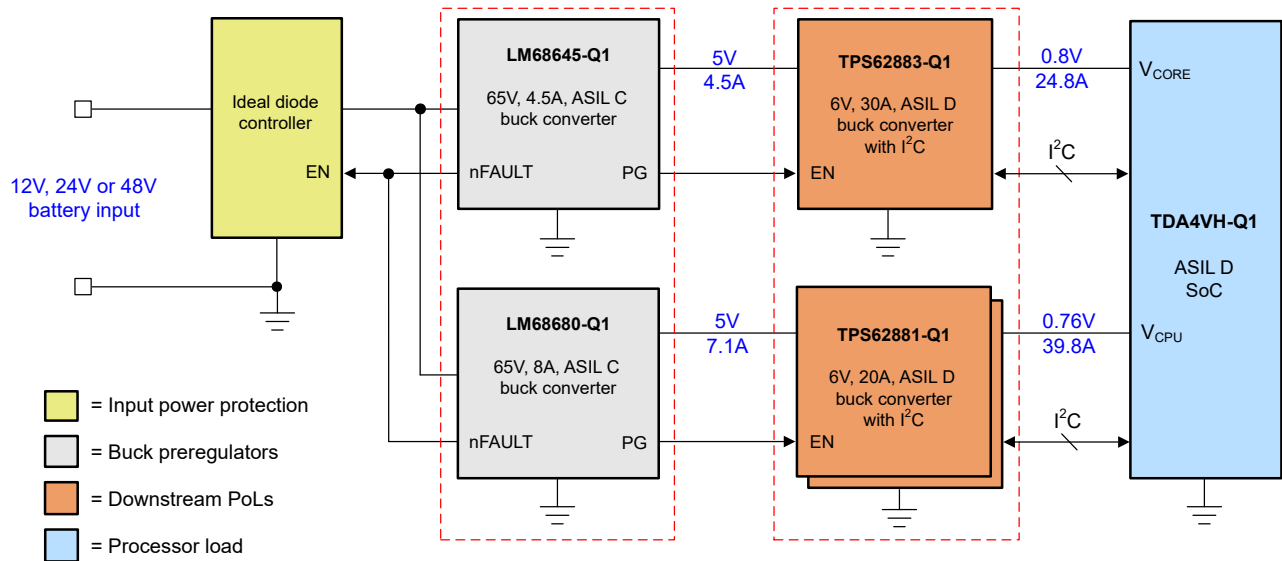 12V, 24V or 48V
battery input
Ideal diode
controller
EN
LM68645-Q1
65V, 4.5A, ASIL C
buck converter
nFAULT
PG
5V
4.5A
TPS62883-Q1
6V, 30A, ASIL D
buck converter
with I²C
EN
0.8V
24.8A
I²C
VCORE
TDA4VH-Q1
ASIL D
SoC
VCPU
LM68680-Q1
65V, 8A, ASIL C
buck converter
nFAULT
PG
5V
7.1A
TPS62881-Q1
6V, 20A, ASIL D
buck converter
with I²C
EN
0.76V
39.8A
I²C
= Input power protection
= Buck preregulators
= Downstream PoLs
= Processor load